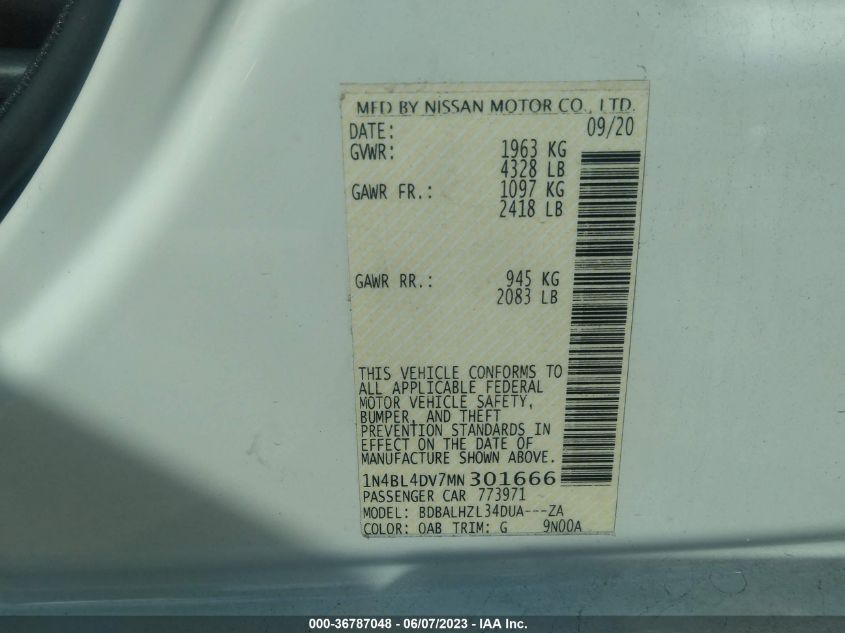 MFD BY NISSAN MOTOR CO., LTD.
DATE: 09/20
GVWR: 1963 KG
4328 LB
GAWR FR.: 1097 KG
2418 LB
GAWR RR.: 945 KG
2083 LB
THIS VEHICLE CONFORMS TO
ALL APPLICABLE FEDERAL
MOTOR VEHICLE SAFETY,
BUMPER, AND THEFT
PREVENTION STANDARDS IN
EFFECT ON THE DATE OF
MANUFACTURE SHOWN ABOVE.
1N4BL4DV7MN301666
PASSENGER CAR 773971
MODEL: BDBALHZL34DUA---ZA
COLOR: QAB TRIM: G 9N00A
000-36787048 - 06/07/2023 - IAA Inc.